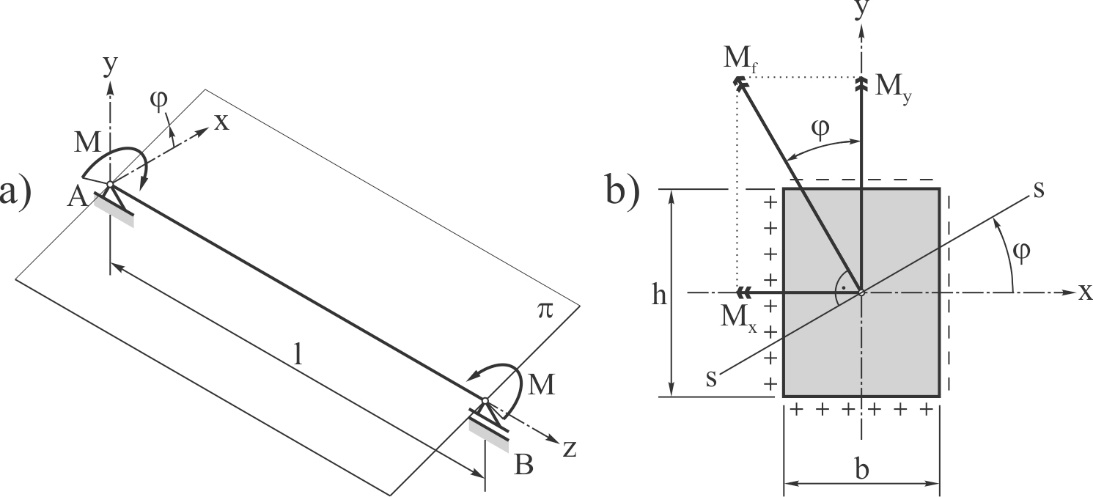 a)
y
φ
x
M
A
π
l
M
B
z
b)
y
M_f
M_y
φ
s
φ
h
x
M_x
s
b